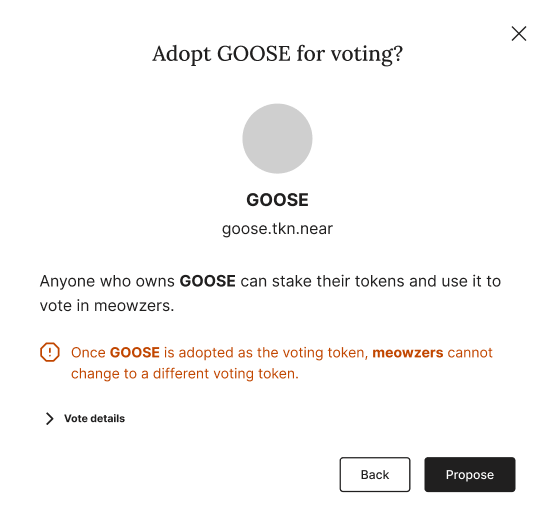 Adopt GOOSE for voting?
GOOSE
goose.tkn.near
Anyone who owns GOOSE can stake their tokens and use it to
vote in meowzers.
Once GOOSE is adopted as the voting token, meowzers cannot
change to a different voting token.
Vote details
Back
Propose